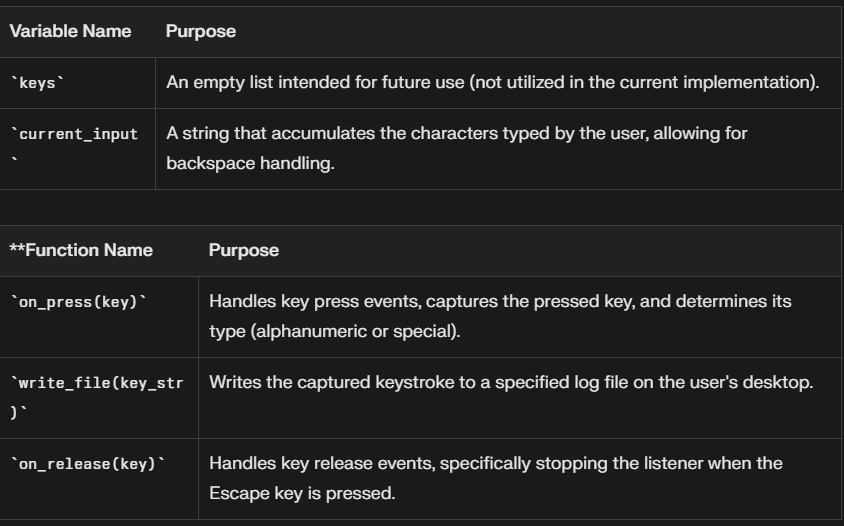 Variable Name Purpose
`keys` An empty list intended for future use (not utilized in the current implementation).
`current_input A string that accumulates the characters typed by the user, allowing for
` backspace handling.
**Function Name Purpose
`on_press(key)` Handles key press events, captures the pressed key, and determines its
type (alphanumeric or special).
`write_file(key_str Writes the captured keystroke to a specified log file on the user's desktop.
)`
`on_release(key)` Handles key release events, specifically stopping the listener when the
Escape key is pressed.